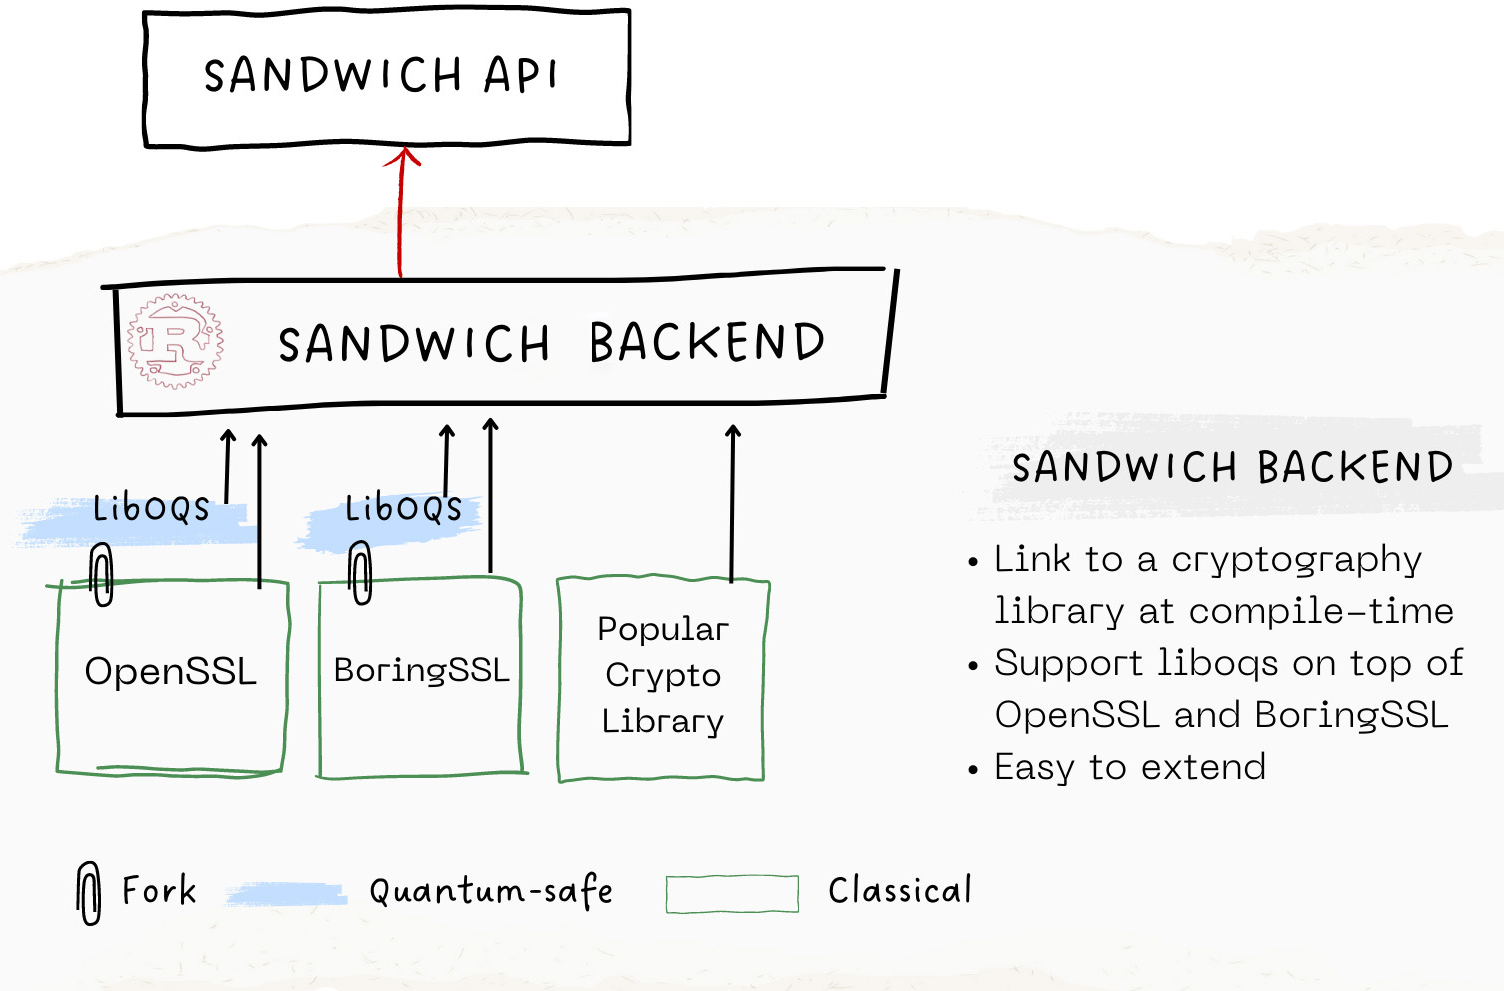 SANDWICH API
SANDWICH BACKEND
LibOQS
LibOQS
OpenSSL
BoringSSL
Popular
Crypto
Library
SANDWICH BACKEND
• Link to a cryptography
library at compile-time
• Support liboqs on top of
OpenSSL and BoringSSL
• Easy to extend
Fork
Quantum-safe
Classical